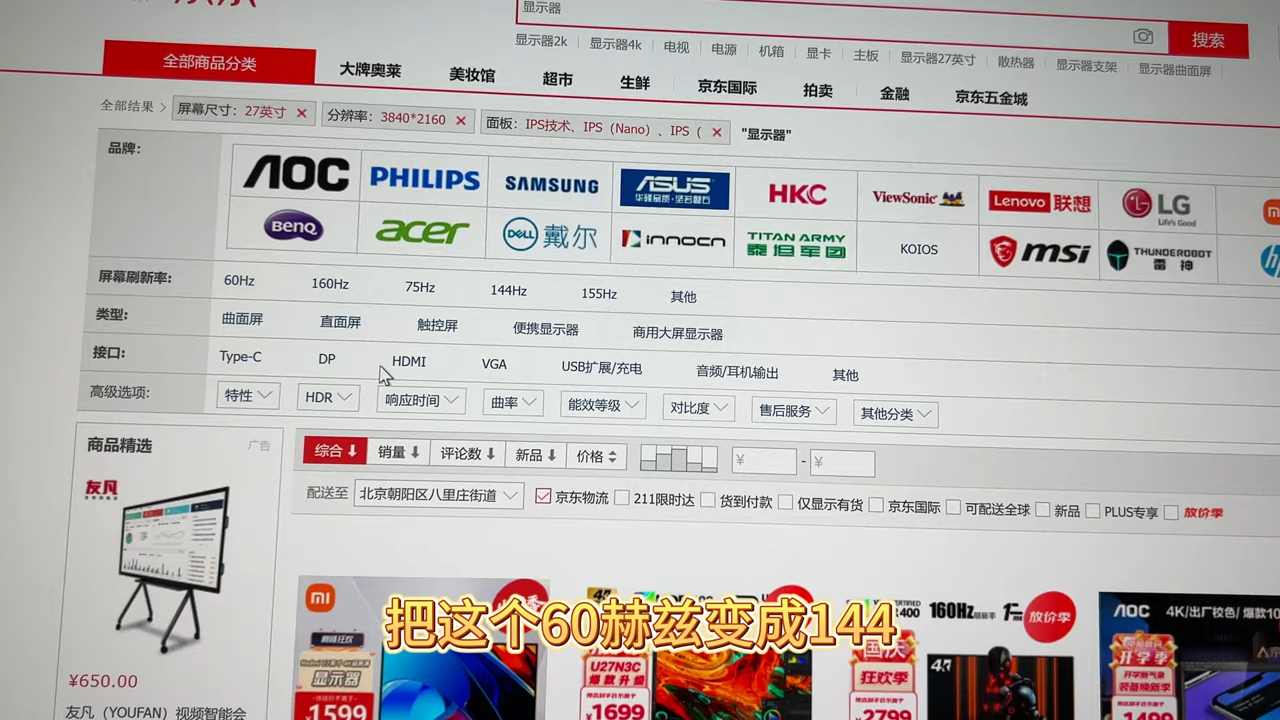 显示器
搜索
显示器2k 显示器4k 电视 电源 机箱 显卡 主板 显示器27英寸 散热器 显示器支架 显示器曲面屏
全部商品分类 大牌奥莱 美妆馆 超市 生鲜 京东国际 拍卖 金融 京东五金城
全部结果 > 屏幕尺寸：27英寸 × 分辨率：3840*2160 × 面板：IPS技术、IPS（Nano）、IPS（ × "显示器"
品牌：
AOC PHILIPS SAMSUNG ASUS 华硕品质·坚若磐石 HKC ViewSonic Lenovo 联想 LG Life's Good
BenQ acer DELL 戴尔 INNOCN TITAN ARMY 泰坦军团 KOIOS msi THUNDEROBOT 雷神 hp
屏幕刷新率： 60Hz 160Hz 75Hz 144Hz 155Hz 其他
类型： 曲面屏 直面屏 触控屏 便携显示器 商用大屏显示器
接口： Type-C DP HDMI VGA USB扩展/充电 音频/耳机输出 其他
高级选项： 特性 HDR 响应时间 曲率 能效等级 对比度 售后服务 其他分类
商品精选 广告
综合 销量 评论数 新品 价格 ¥ - ¥
配送至 北京朝阳区八里庄街道 京东物流 211限时达 货到付款 仅显示有货 京东国际 可配送全球 新品 PLUS专享 放价季
友凡
¥650.00
友凡（YOUFAN）视频智能会
把这个60赫兹变成144
显示器
1599
U27N3C
爆款升级
1699
160Hz
放价季
狂欢季
2799
AOC 4K/出厂校色/爆款10
开学季
装备焕新季